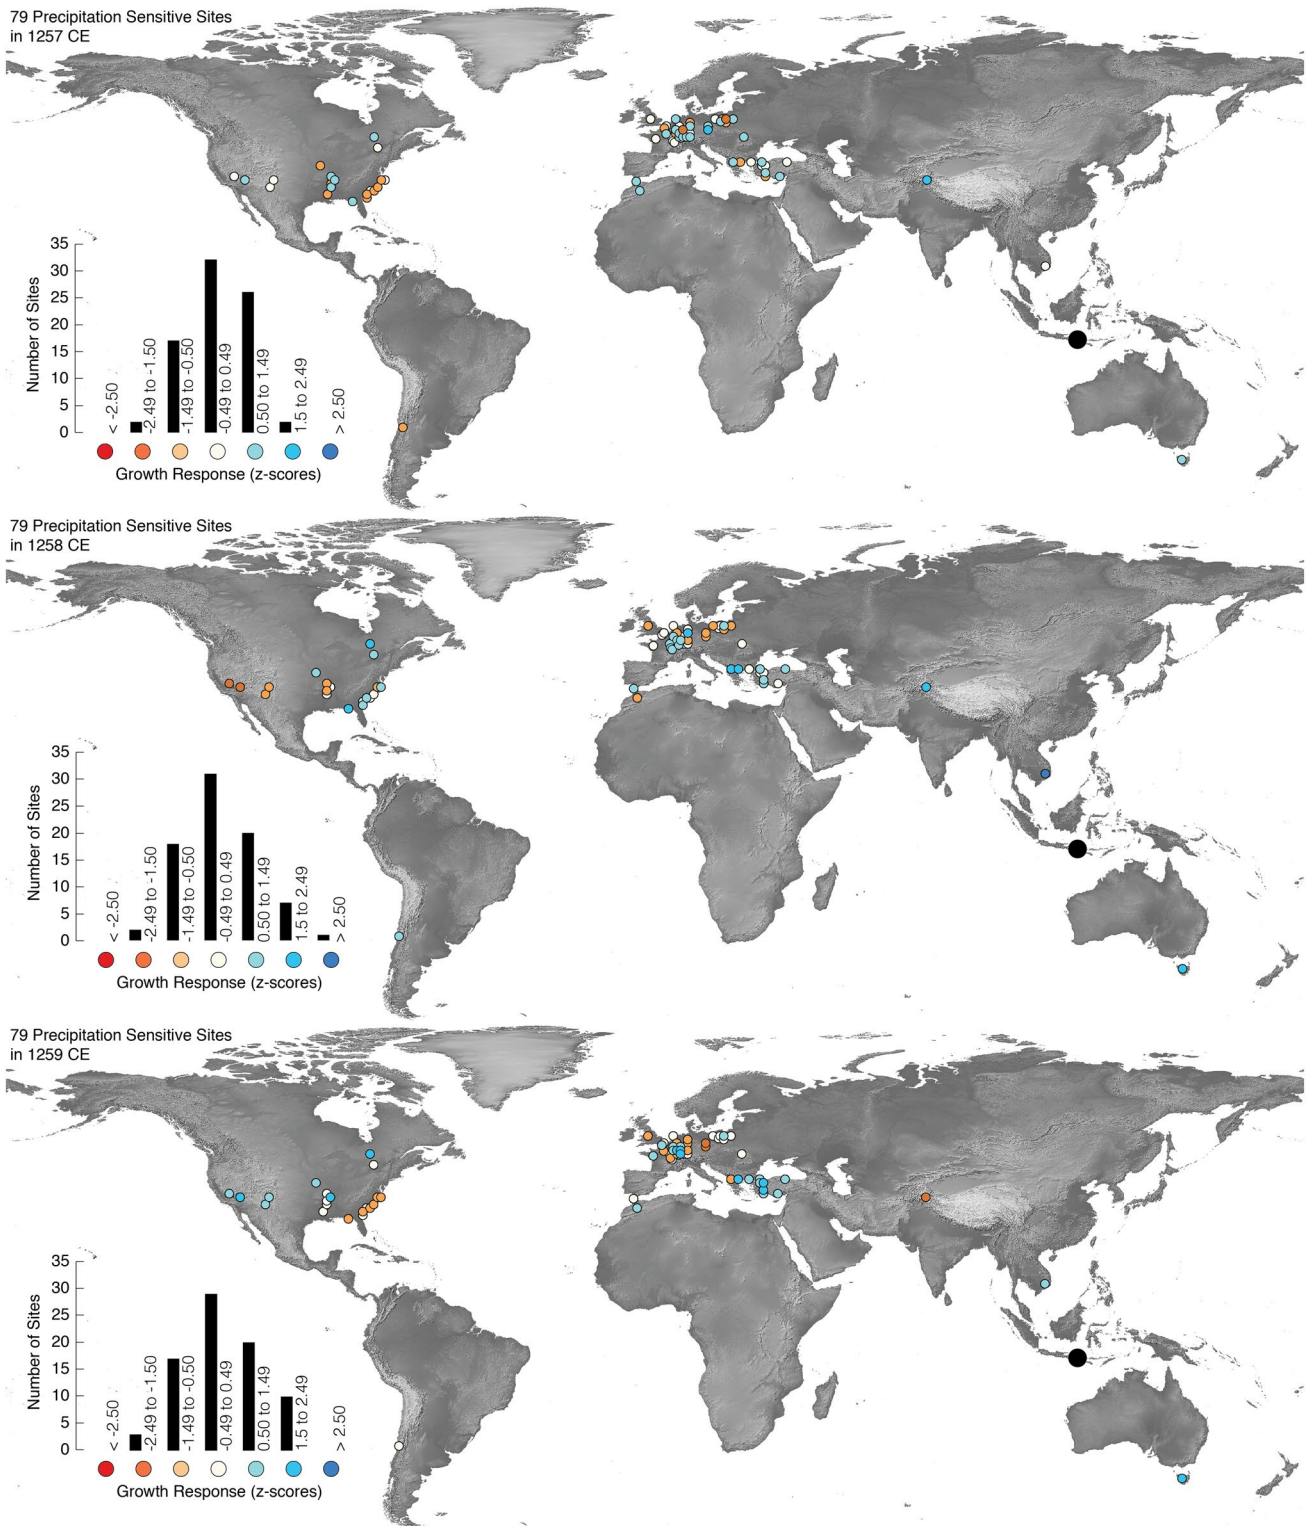 79 Precipitation Sensitive Sites
in 1257 CE
35
30
25
20
15
10
5
0
Number of Sites
< -2.50
-2.49 to -1.50
-1.49 to -0.50
-0.49 to 0.49
0.50 to 1.49
1.5 to 2.49
> 2.50
Growth Response (z-scores)
79 Precipitation Sensitive Sites
in 1258 CE
35
30
25
20
15
10
5
0
Number of Sites
< -2.50
-2.49 to -1.50
-1.49 to -0.50
-0.49 to 0.49
0.50 to 1.49
1.5 to 2.49
> 2.50
Growth Response (z-scores)
79 Precipitation Sensitive Sites
in 1259 CE
35
30
25
20
15
10
5
0
Number of Sites
< -2.50
-2.49 to -1.50
-1.49 to -0.50
-0.49 to 0.49
0.50 to 1.49
1.5 to 2.49
> 2.50
Growth Response (z-scores)